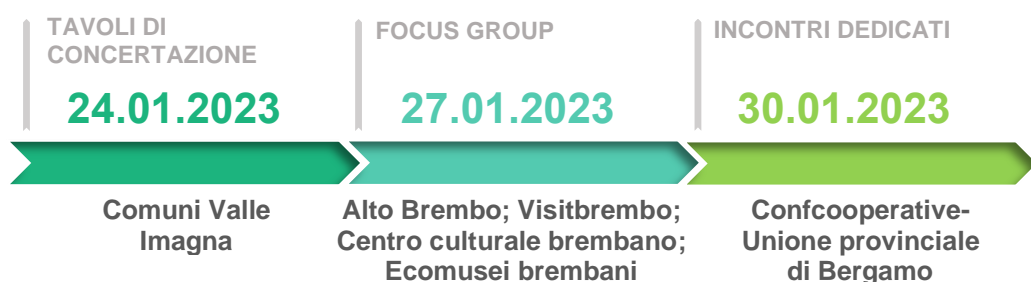 TAVOLI DI
CONCERTAZIONE
24.01.2023
Comuni Valle
Imagna
FOCUS GROUP
27.01.2023
Alto Brembo; Visitbrembo;
Centro culturale brembano;
Ecomusei brembani
INCONTRI DEDICATI
30.01.2023
Confcooperative-
Unione provinciale
di Bergamo